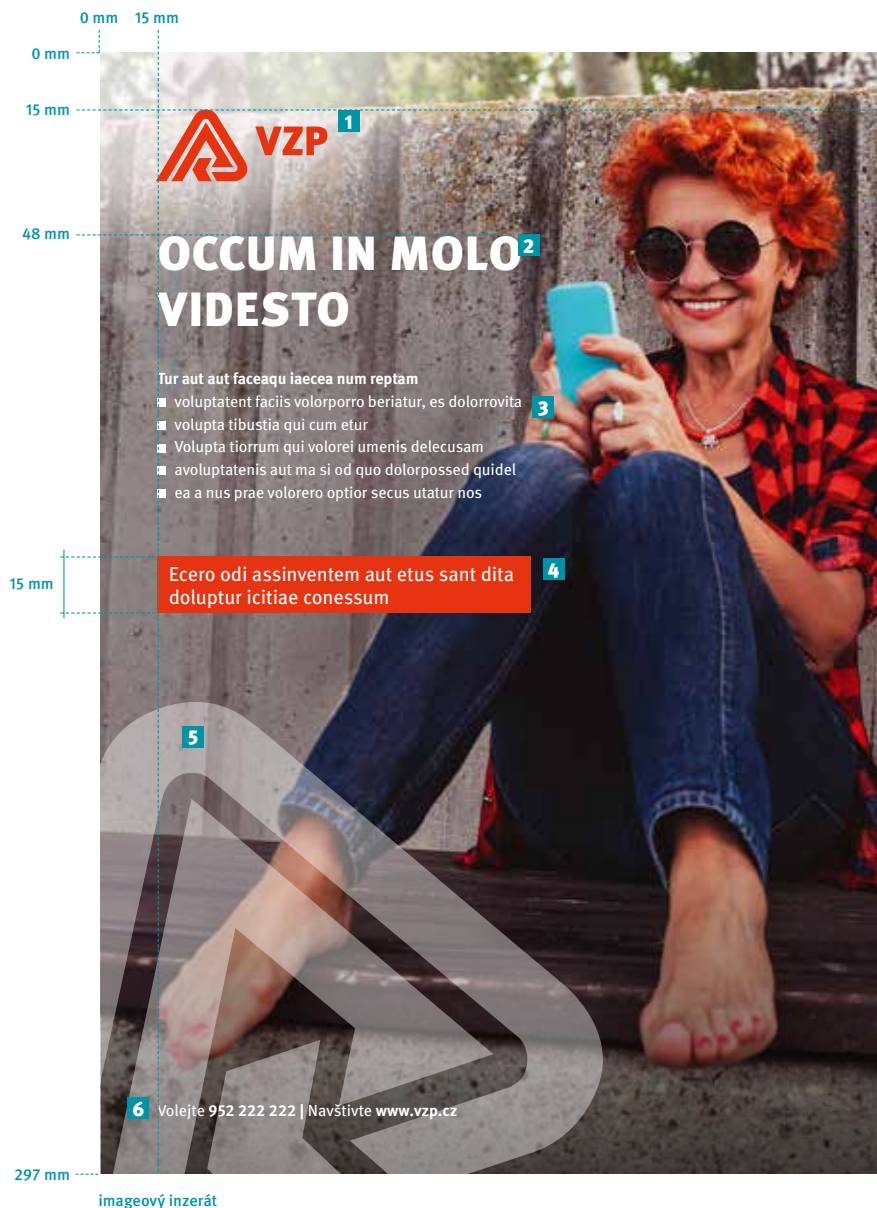 0 mm 15 mm
0 mm
15 mm
VZP 1
48 mm
OCCUM IN MOLO 2
VIDESTO
Tur aut aut faceaqu iaecea num reptam
voluptatent faciis volorporro beriatur, es dolorrovita 3
volupta tibustia qui cum etur
Volupta tiorrum qui volorei umenis delecusam
avoluptatenis aut ma si od quo dolorpossed quidel
ea a nus prae volorero optior secus utatur nos
15 mm
Ecero odi assinventem aut etus sant dita 4
doluptur icitiae conessum
5
6 Volejte 952 222 222 | Navštivte www.vzp.cz
297 mm
imageový inzerát